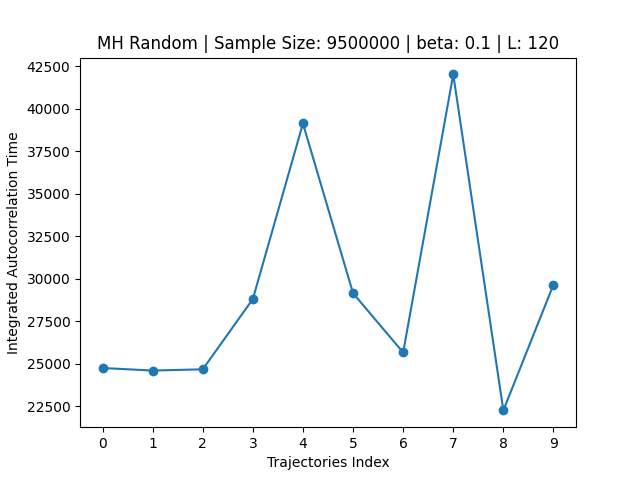 MH Random | Sample Size: 9500000 | beta: 0.1 | L: 120
42500
40000
37500
35000
32500
30000
27500
25000
22500
Integrated Autocorrelation Time
0 1 2 3 4 5 6 7 8 9
Trajectories Index